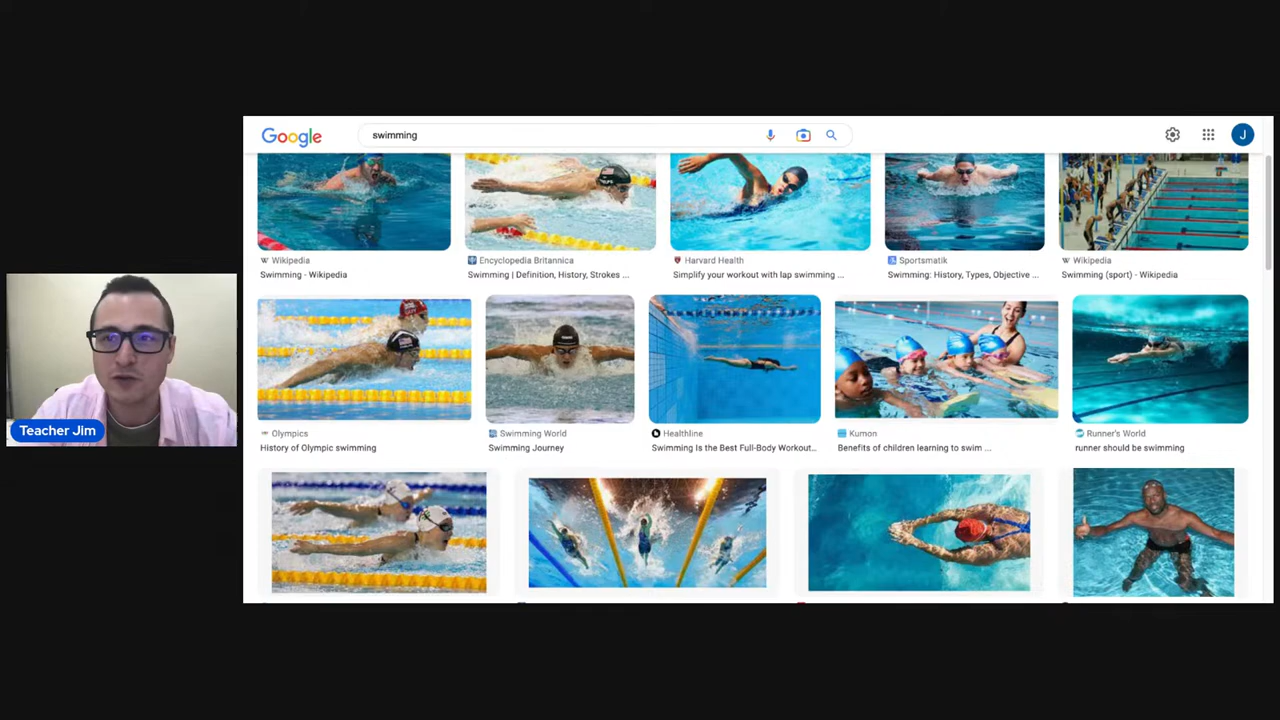 Google
swimming
J
Wikipedia
Swimming - Wikipedia
Encyclopedia Britannica
Swimming | Definition, History, Strokes ...
Harvard Health
Simplify your workout with lap swimming ...
Sportsmatik
Swimming: History, Types, Objective ...
Wikipedia
Swimming (sport) - Wikipedia
Olympics
History of Olympic swimming
Swimming World
Swimming Journey
Healthline
Swimming Is the Best Full-Body Workout...
Kumon
Benefits of children learning to swim ...
Runner's World
runner should be swimming
Teacher Jim